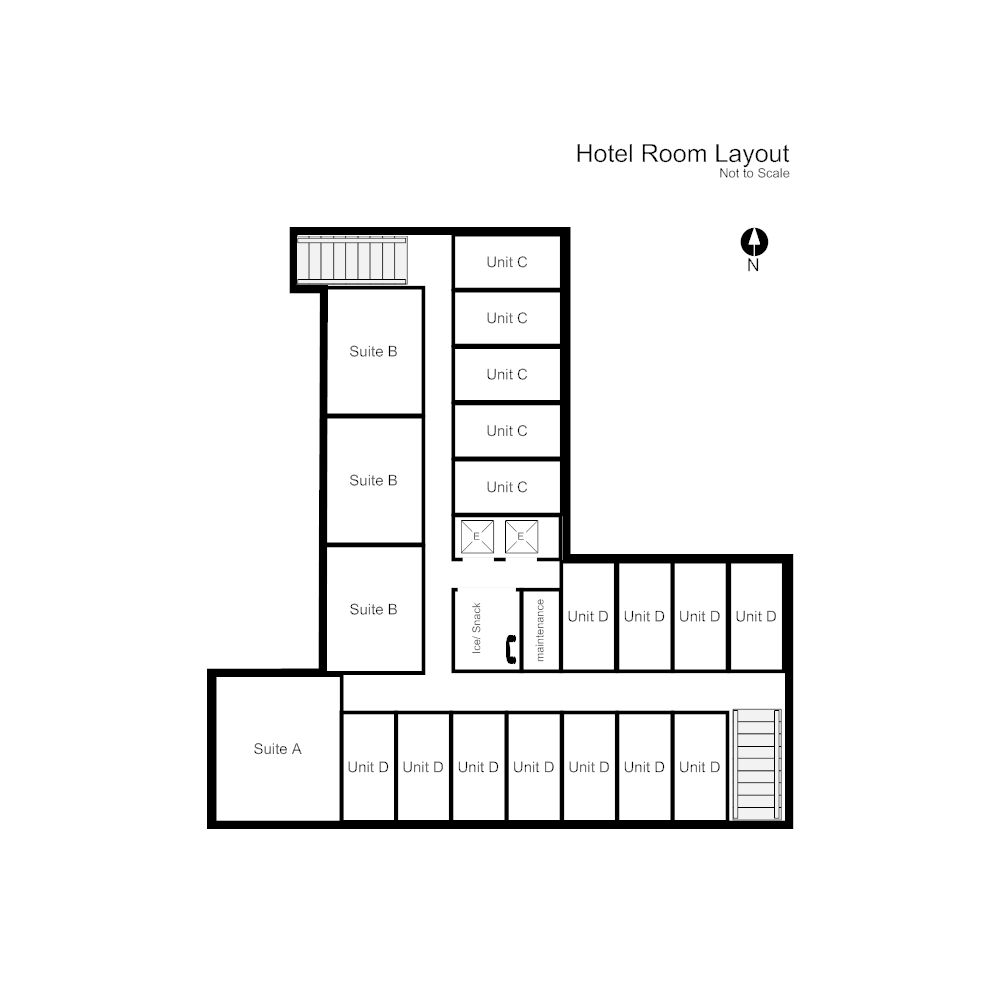 Hotel Room Layout
Not to Scale
N
Unit C
Unit C
Suite B
Unit C
Unit C
Suite B
Unit C
E E
Suite B
Ice/ Snack
maintenance
Unit D Unit D Unit D Unit D
Suite A
Unit D Unit D Unit D Unit D Unit D Unit D Unit D